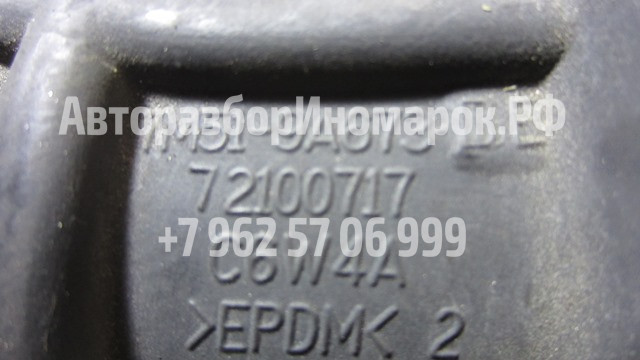 АвторазборИномарок.РФ
72100717
+7 962 57 06 999
C6W4A
>EPDM< 2